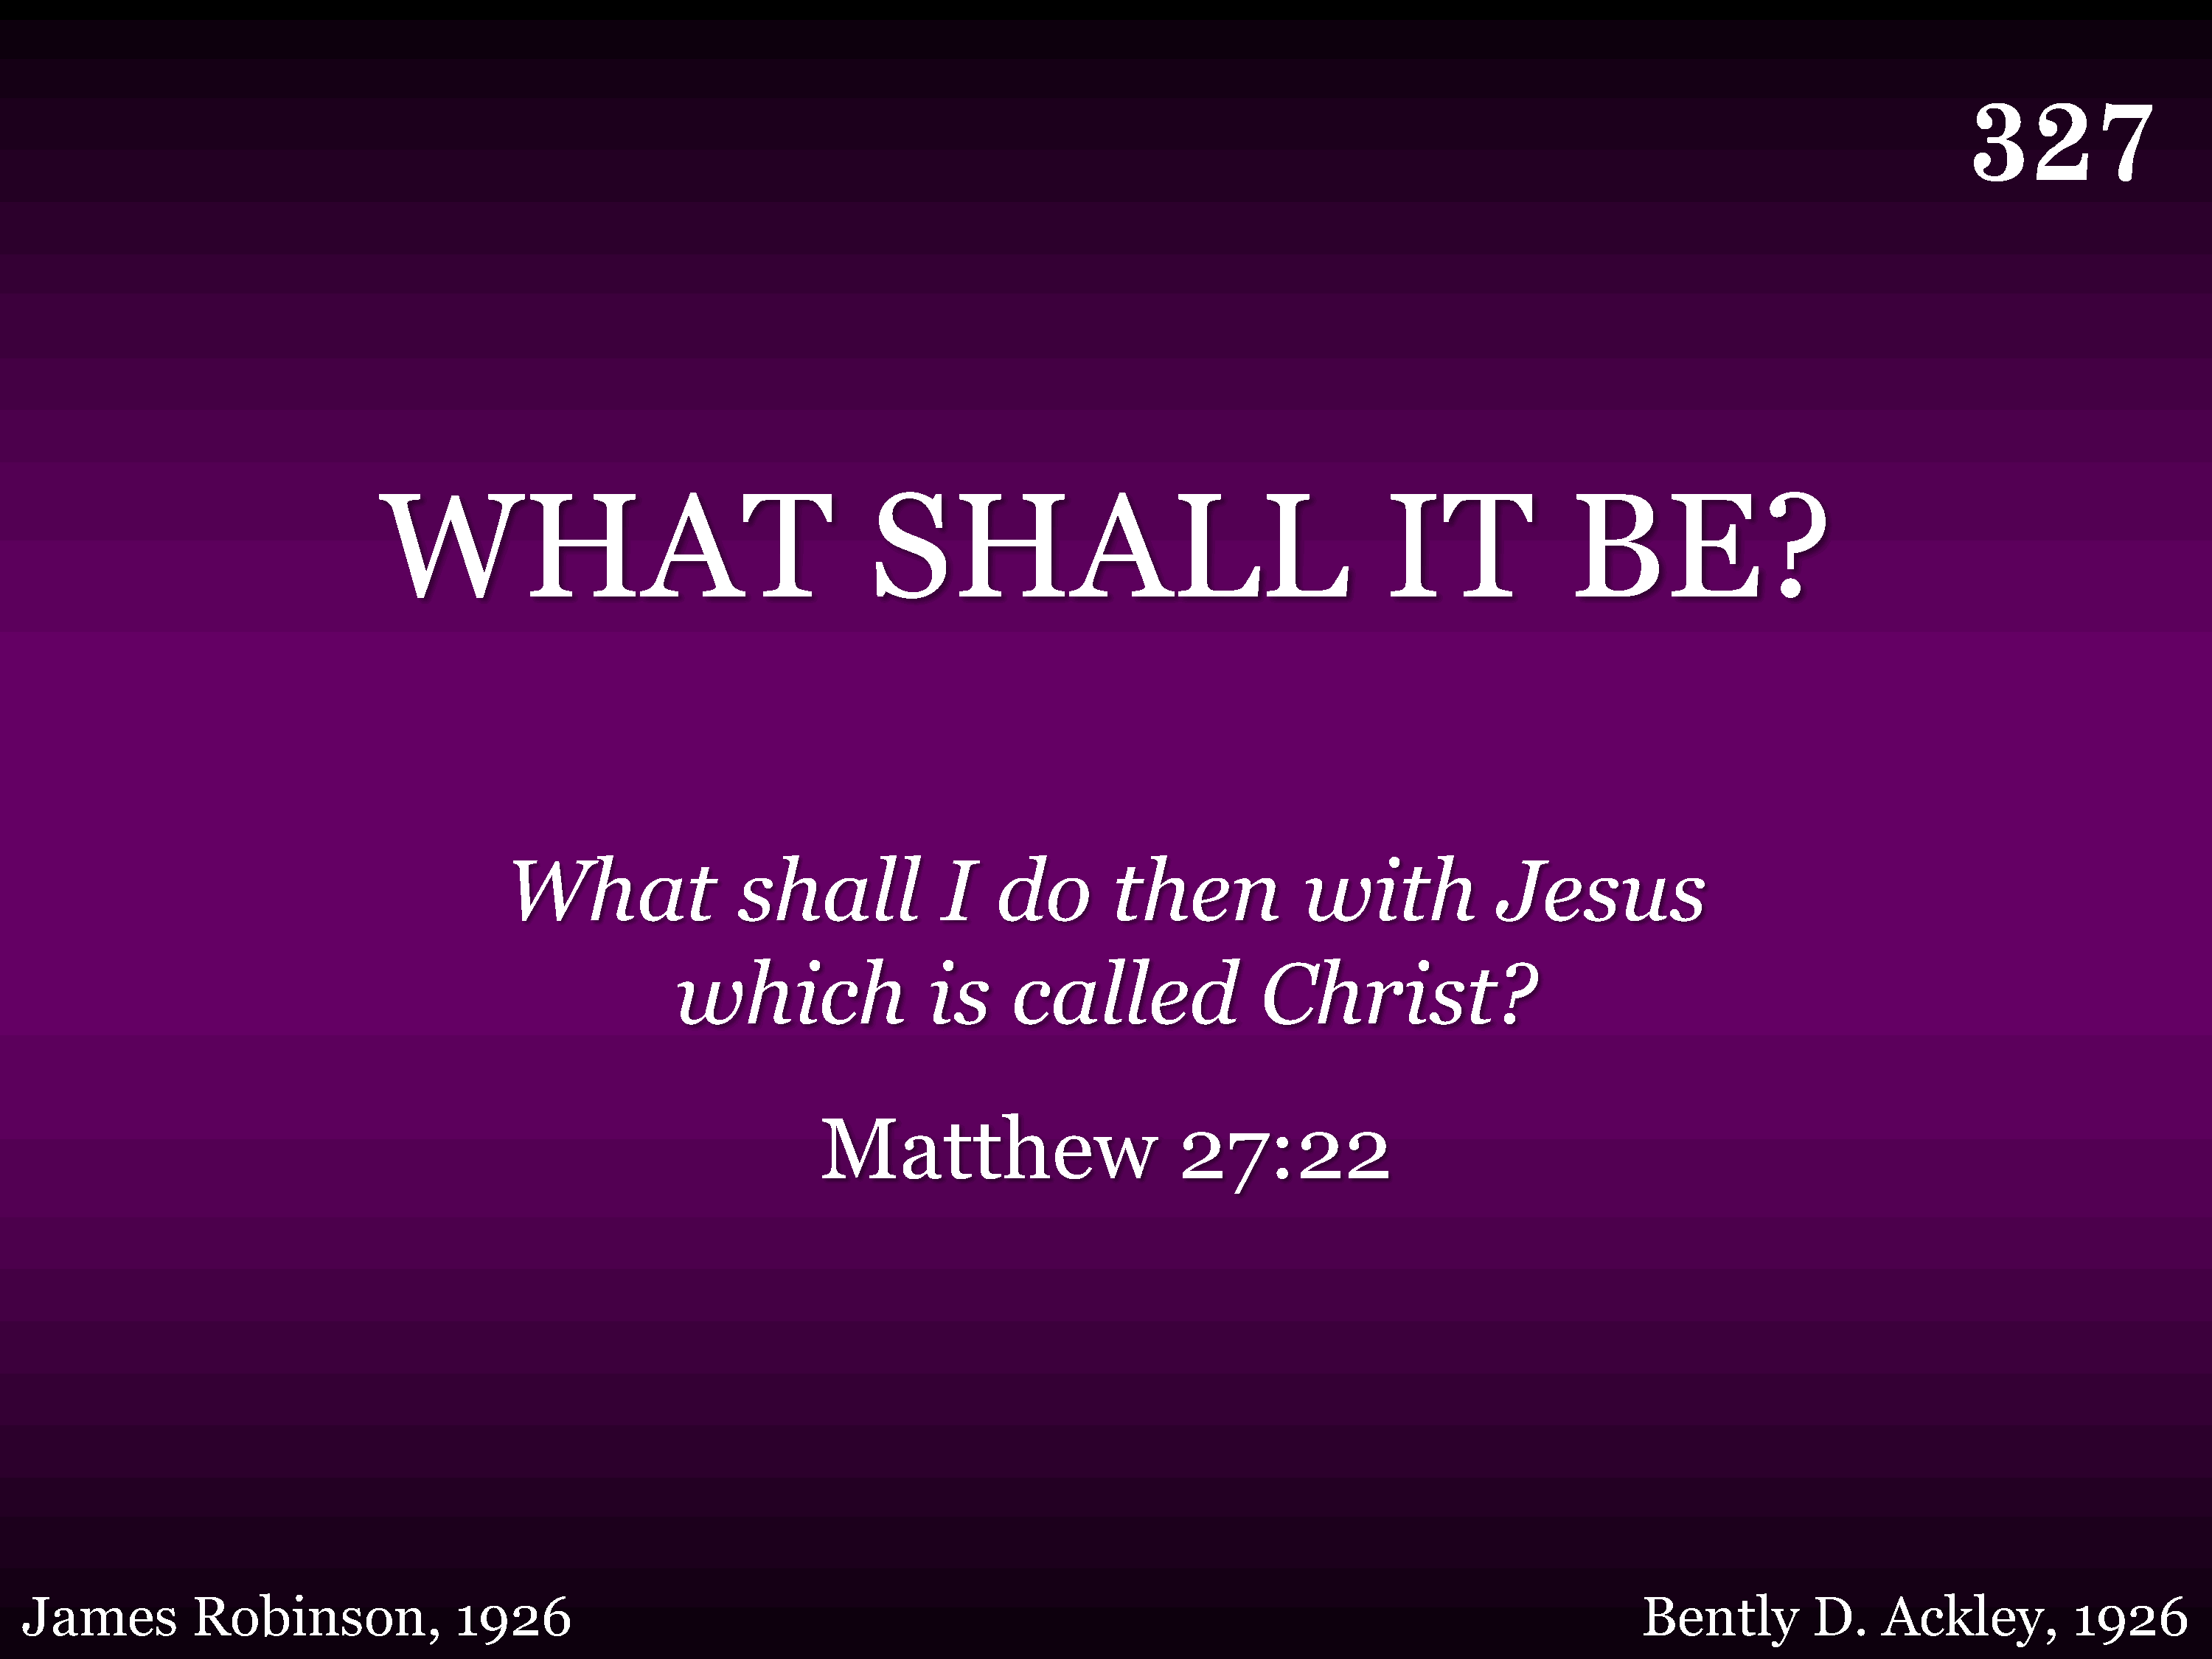 327
WHAT SHALL IT BE?
What shall I do then with Jesus
which is called Christ?
Matthew 27:22
James Robinson, 1926
Bently D. Ackley, 1926